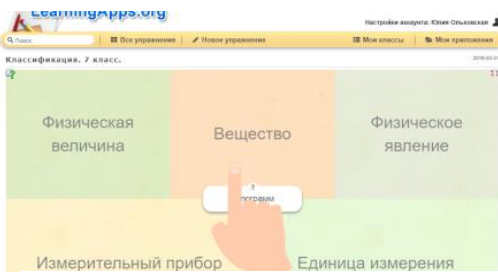 LearningApps.org
Настройки аккаунта: Юлия Ольховская
Поиск
Все упражнения
Новое упражнение
Мои классы
Мои приложения
Классификация. 7 класс.
Физическая
величина
Вещество
Физическое
явление
?
Измерительный прибор
Единица измерения